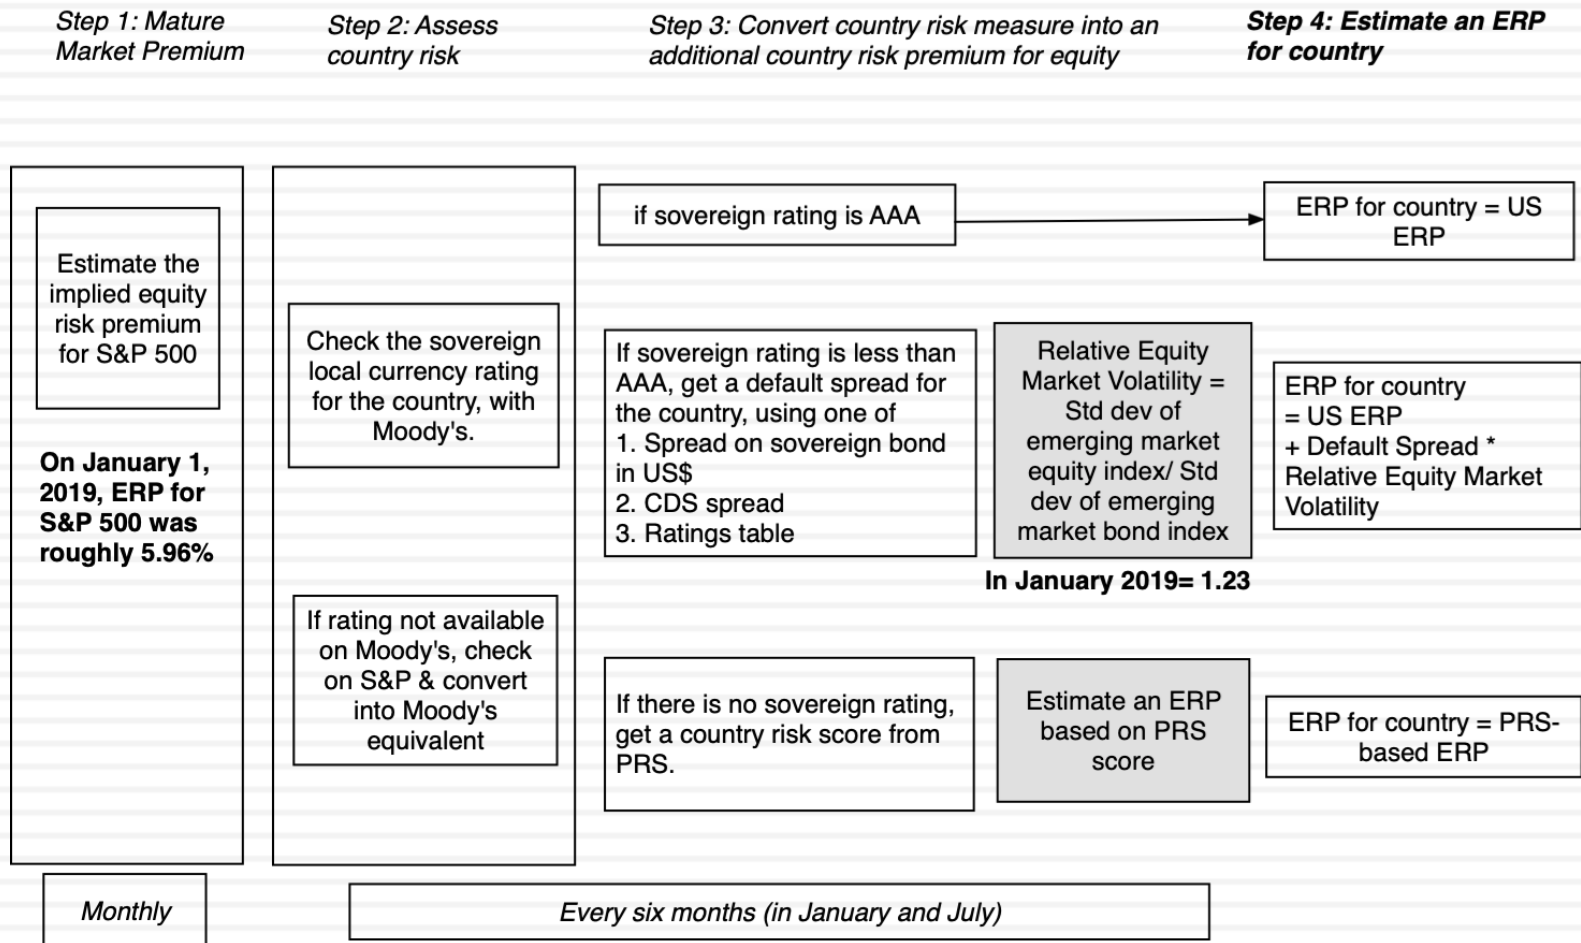 Step 1: Mature
Market Premium
Step 2: Assess
country risk
Step 3: Convert country risk measure into an
additional country risk premium for equity
Step 4: Estimate an ERP
for country
Estimate the
implied equity
risk premium
for S&P 500
On January 1,
2019, ERP for
S&P 500 was
roughly 5.96%
Check the sovereign
local currency rating
for the country, with
Moody's.
If rating not available
on Moody's, check
on S&P & convert
into Moody's
equivalent
if sovereign rating is AAA
ERP for country = US
ERP
If sovereign rating is less than
AAA, get a default spread for
the country, using one of
1. Spread on sovereign bond
in US$
2. CDS spread
3. Ratings table
Relative Equity
Market Volatility =
Std dev of
emerging market
equity index/ Std
dev of emerging
market bond index
In January 2019= 1.23
ERP for country
= US ERP
+ Default Spread *
Relative Equity Market
Volatility
If there is no sovereign rating,
get a country risk score from
PRS.
Estimate an ERP
based on PRS
score
ERP for country = PRS-
based ERP
Monthly
Every six months (in January and July)